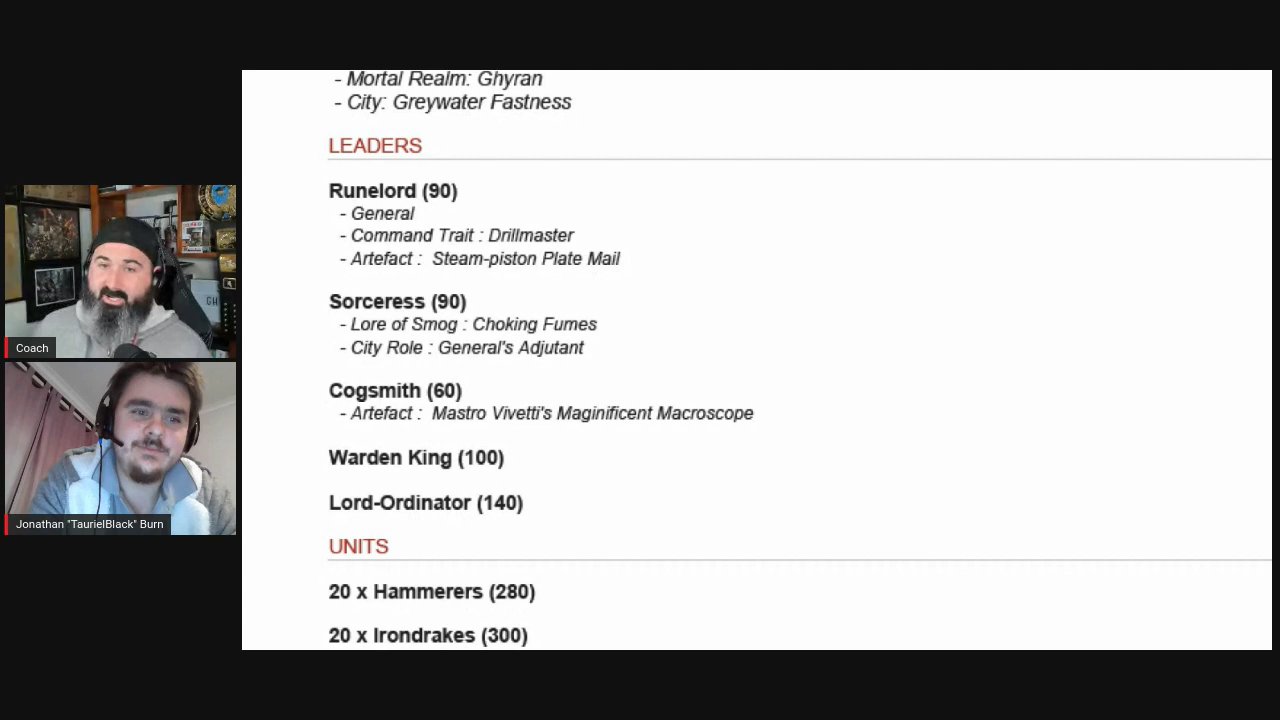 - Mortal Realm: Ghyran
- City: Greywater Fastness
LEADERS
Runelord (90)
- General
- Command Trait : Drillmaster
- Artefact : Steam-piston Plate Mail
Sorceress (90)
- Lore of Smog : Choking Fumes
- City Role : General's Adjutant
Cogsmith (60)
- Artefact : Mastro Vivetti's Maginificent Macroscope
Warden King (100)
Lord-Ordinator (140)
UNITS
20 x Hammerers (280)
20 x Irondrakes (300)
GH
Coach
Jonathan "TaurielBlack" Burn